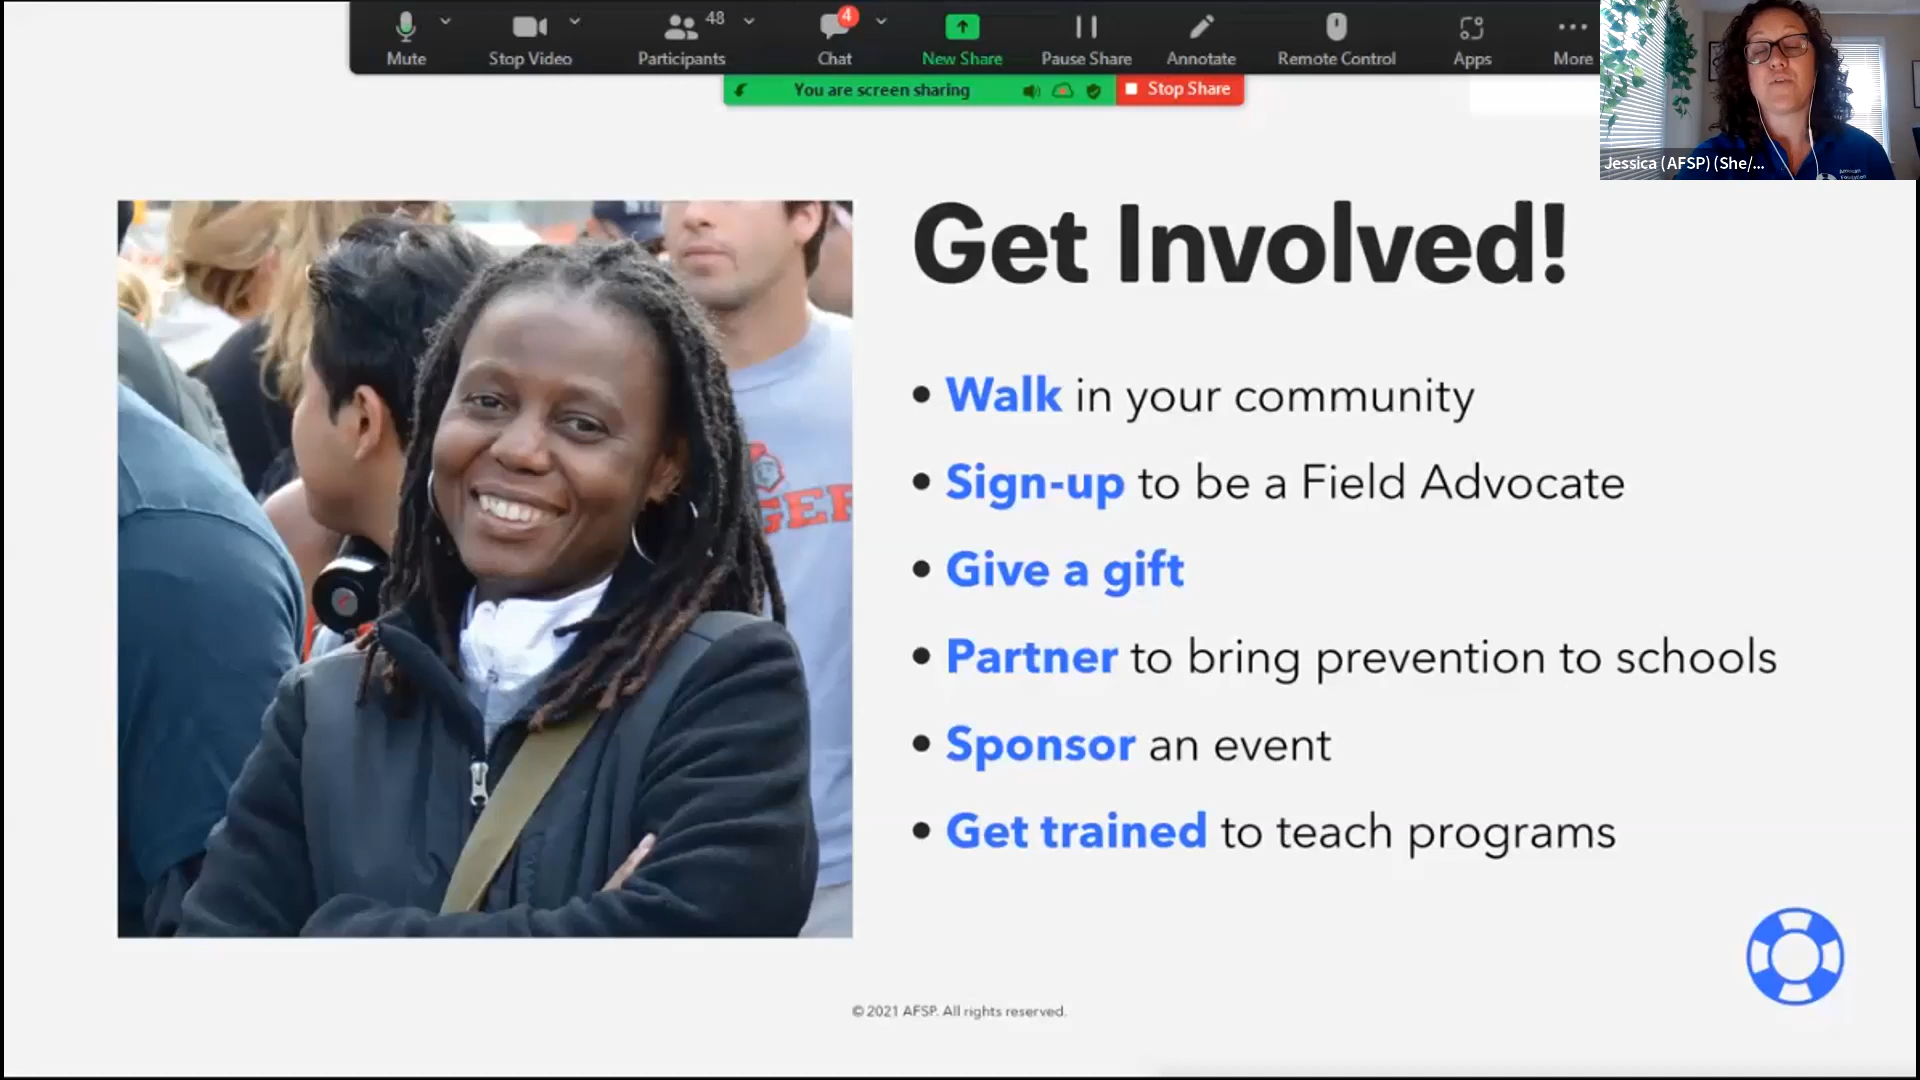 48
4
Mute
Stop Video
Participants
Chat
New Share
Pause Share
Annotate
Remote Control
Apps
More
You are screen sharing
Stop Share
Jessica (AFSP) (She/...
Get Involved!
• Walk in your community
• Sign-up to be a Field Advocate
• Give a gift
• Partner to bring prevention to schools
• Sponsor an event
• Get trained to teach programs
© 2021 AFSP. All rights reserved.